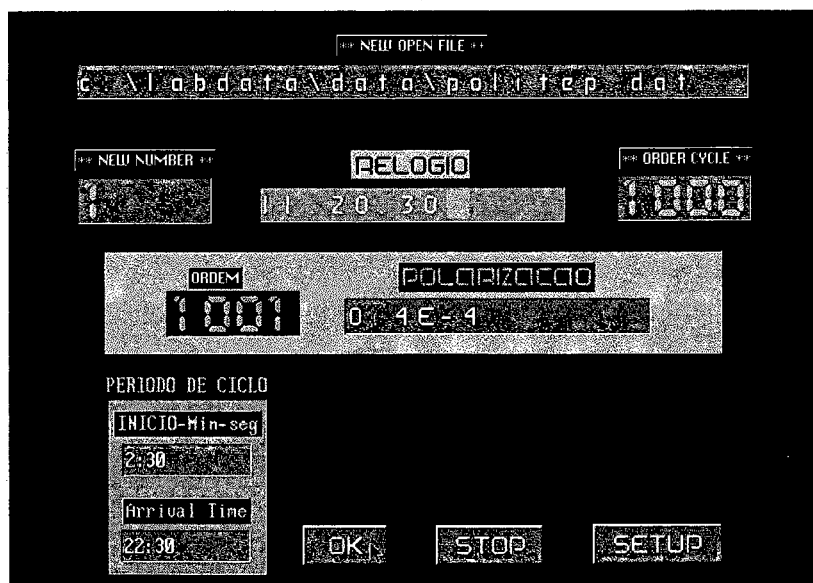 ** NEW OPEN FILE **
c:\labdata\data\politep.dat
** NEW NUMBER **
RELOGIO
** ORDER CYCLE **
1
11 20 30
1000
ORDEM
POLARIZACAO
1001
0.4E-4
PERIODO DE CICLO
INICIO-Min-seg
2:30
Arrival Time
22:30
OK
STOP
SETUP